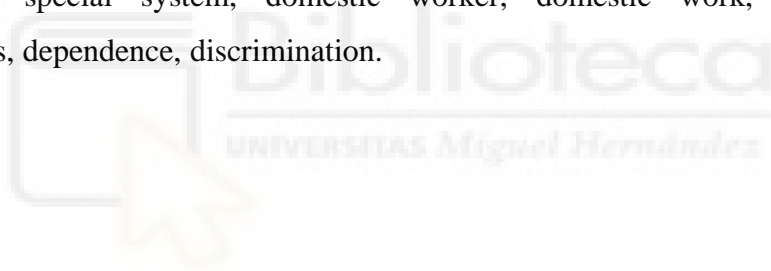 special system, domestic worker, domestic work,
s, dependence, discrimination.
Biblioteca
UNIVERSITAS Miguel Hernández